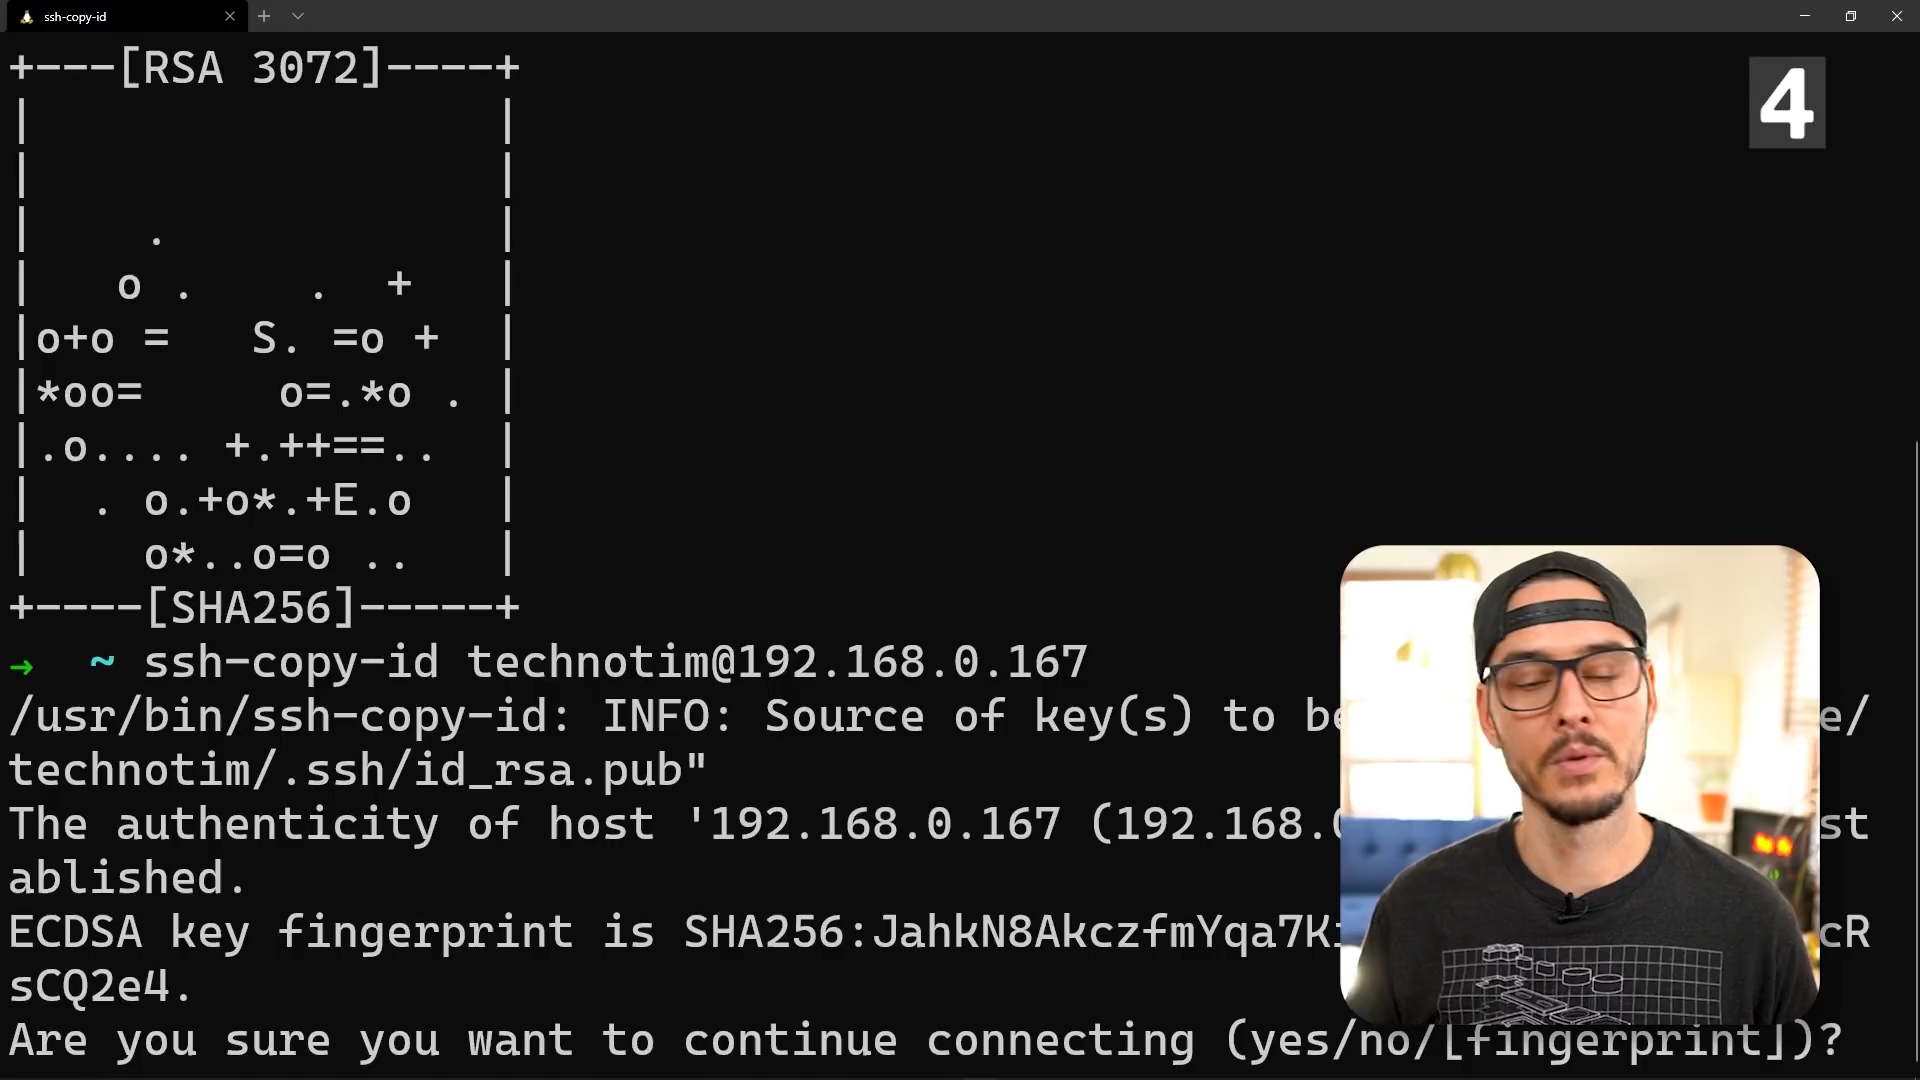 ssh-copy-id
4
+---[RSA 3072]----+
|                 |
|                 |
|     .           |
|    o .    .  +  |
|o+o =   S. =o +  |
|*oo=     o=.*o . |
|.o.... +.++==..  |
|  . o.+o*.+E.o   |
|    o*..o=o ..   |
+----[SHA256]-----+
→ ~ ssh-copy-id technotim@192.168.0.167
/usr/bin/ssh-copy-id: INFO: Source of key(s) to e/
technotim/.ssh/id_rsa.pub"
The authenticity of host '192.168.0.167 (192.168. st
ablished.
ECDSA key fingerprint is SHA256:JahkN8AkczfmYqa7K cR
sCQ2e4.
Are you sure you want to continue connecting (yes/no/[fingerprint])?